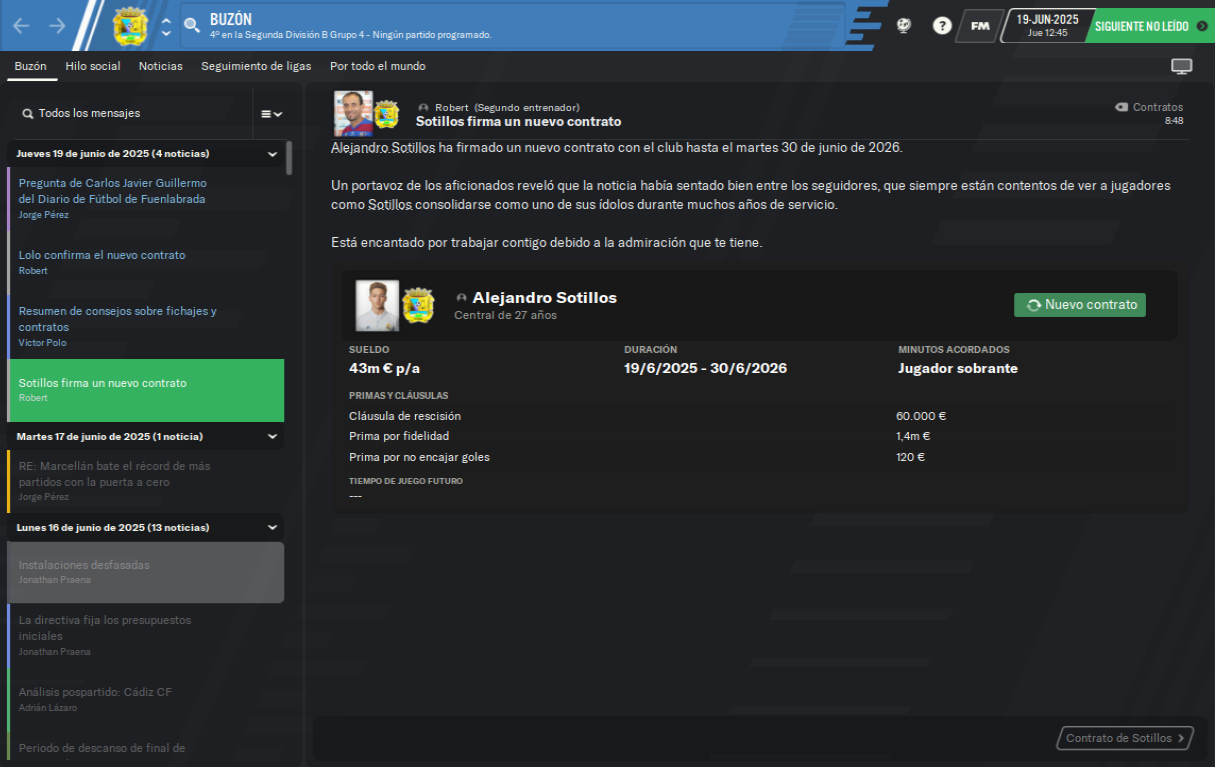 BUZÓN
4º en la Segunda División B Grupo 4 - Ningún partido programado.
FM
19-JUN-2025
Jue 12:45
SIGUIENTE NO LEÍDO
Buzón
Hilo social
Noticias
Seguimiento de ligas
Por todo el mundo
Todos los mensajes
Jueves 19 de junio de 2025 (4 noticias)
Pregunta de Carlos Javier Guillermo
del Diario de Fútbol de Fuenlabrada
Jorge Pérez
Lolo confirma el nuevo contrato
Robert
Resumen de consejos sobre fichajes y
contratos
Víctor Polo
Sotillos firma un nuevo contrato
Robert
Martes 17 de junio de 2025 (1 noticia)
RE: Marcellán bate el récord de más
partidos con la puerta a cero
Jorge Pérez
Lunes 16 de junio de 2025 (13 noticias)
Instalaciones desfasadas
Jonathan Praena
La directiva fija los presupuestos
iniciales
Jonathan Praena
Análisis pospartido: Cádiz CF
Adrián Lázaro
Periodo de descanso de final de
Robert (Segundo entrenador)
Sotillos firma un nuevo contrato
Contratos
8:48
Alejandro Sotillos ha firmado un nuevo contrato con el club hasta el martes 30 de junio de 2026.
Un portavoz de los aficionados reveló que la noticia había sentado bien entre los seguidores, que siempre están contentos de ver a jugadores
como Sotillos consolidarse como uno de sus ídolos durante muchos años de servicio.
Está encantado por trabajar contigo debido a la admiración que te tiene.
Alejandro Sotillos
Central de 27 años
Nuevo contrato
SUELDO
DURACIÓN
MINUTOS ACORDADOS
43m € p/a
19/6/2025 - 30/6/2026
Jugador sobrante
PRIMAS Y CLÁUSULAS
Cláusula de rescisión
60.000 €
Prima por fidelidad
1,4m €
Prima por no encajar goles
120 €
TIEMPO DE JUEGO FUTURO
---
Contrato de Sotillos